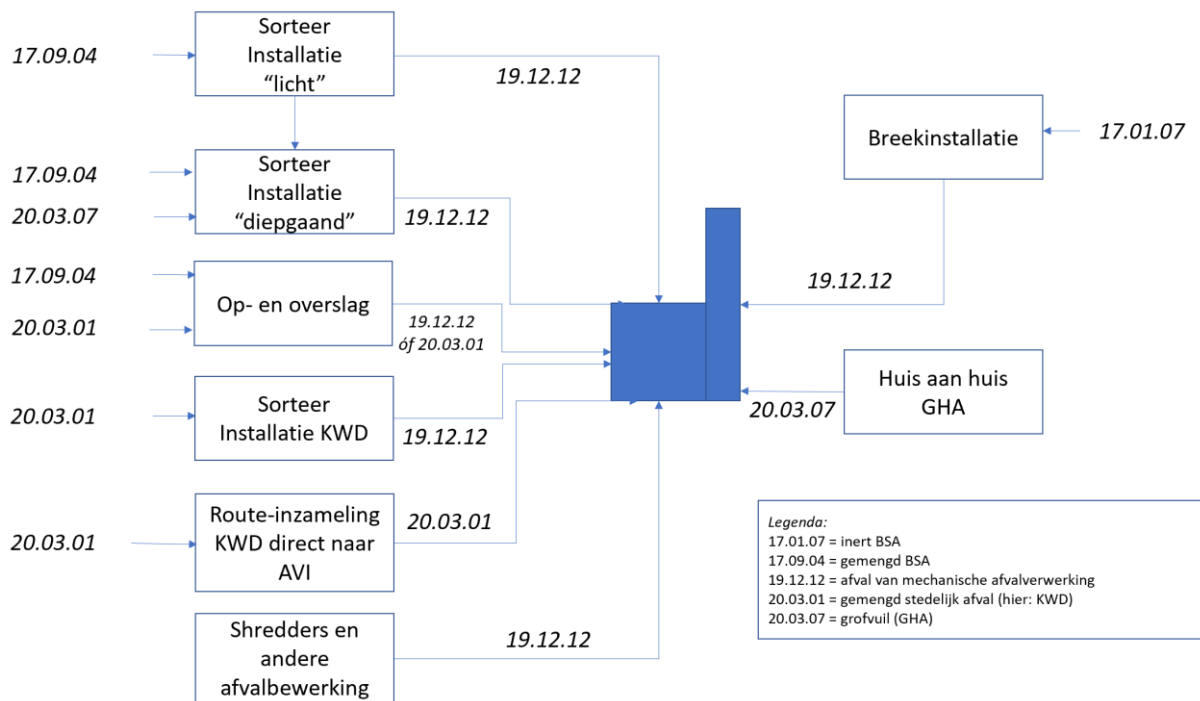 17.09.04
Sorteer
Installatie
“licht”
19.12.12
17.09.04
20.03.07
Sorteer
Installatie
“diepgaand”
19.12.12
17.09.04
20.03.01
Op- en overslag
19.12.12
óf 20.03.01
20.03.01
Sorteer
Installatie KWD
19.12.12
20.03.01
Route-inzameling
KWD direct naar
AVI
20.03.01
Shredders en
andere
afvalbewerking
19.12.12
Breekinstallatie
17.01.07
19.12.12
Huis aan huis
GHA
20.03.07
Legenda:
17.01.07 = inert BSA
17.09.04 = gemengd BSA
19.12.12 = afval van mechanische afvalverwerking
20.03.01 = gemengd stedelijk afval (hier: KWD)
20.03.07 = grofvuil (GHA)